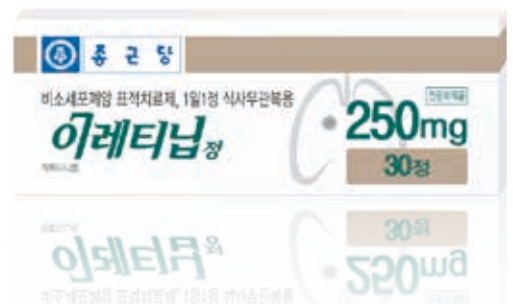 종근당
비소세포폐암 표적치료제, 1일1정 식사무관복용
전문의약품
이레티닙정
250mg
30정